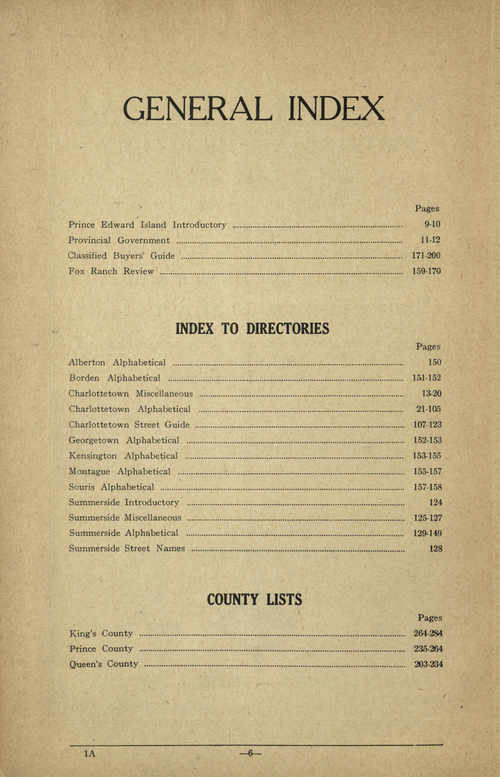 GENERAL INDEX
Pages
Prince Edward Island Introductory 9-10
Provincial Government 11-12
Classified Buyers' Guide 171-200
Fox Ranch Review 159-170
INDEX TO DIRECTORIES
Pages
Alberton Alphabetical 150
Borden Alphabetical 151-152
Charlottetown Miscellaneous 13-20
Charlottetown Alphabetical 21-105
Charlottetown Street Guide 107-123
Georgetown Alphabetical 152-153
Kensington Alphabetical 153-155
Montague Alphabetical 155-157
Souris Alphabetical 157-158
Summerside Introductory 124
Summerside Miscellaneous 125-127
Summerside Alphabetical 129-149
Summerside Street Names 128
COUNTY LISTS
Pages
King's County 264-284
Prince County 235-264
Queen's County 203-234
1A —6—